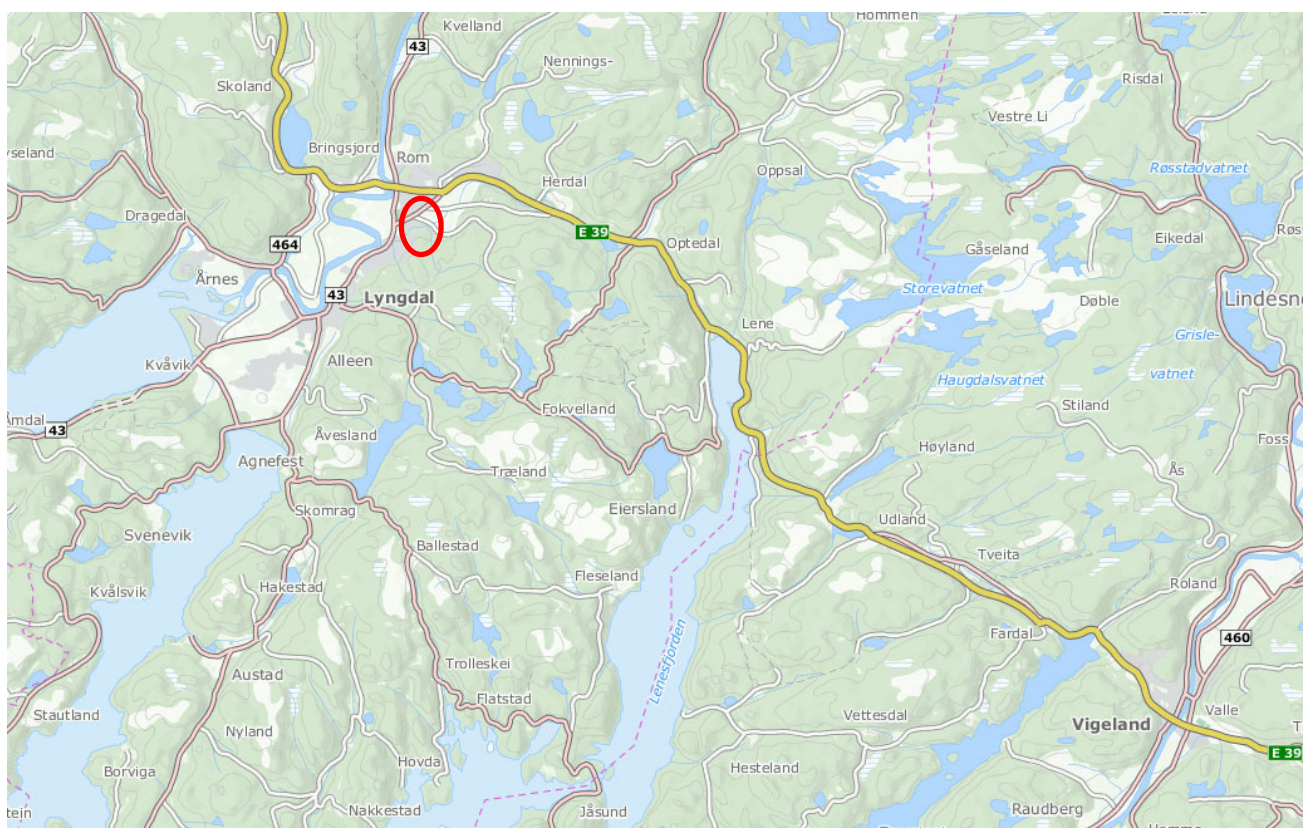 Hommen
Kvelland
43
Nennings-
Skoland
Risdal
Vestre Li
Bringsjord
Rom
Oppsal
Røsstadvatnet
Herdal
Dragedal
E 39
464
Optedal
Gåseland
Eikedal
Årnes
Storevatnet
43
Lyngdal
Døble
Lindesne
Lene
Grisle-
Alleen
Kvåvik
Haugdalsvatnet
vatnet
Stiland
Fokvelland
43
Åvesland
Foss
Høyland
Agnefest
Træland
Ås
Skomrag
Eiersland
Udland
Svenevik
Ballestad
Tveita
Fleseland
Roland
Hakestad
Kvålsvik
Fardal
460
Lenesfjorden
Trolleskei
Austad
Flatstad
Stautland
Vettesdal
Valle
Vigeland
Nyland
E 39
Hovda
Borviga
Hesteland
Nakkestad
Jåsund
Raudberg